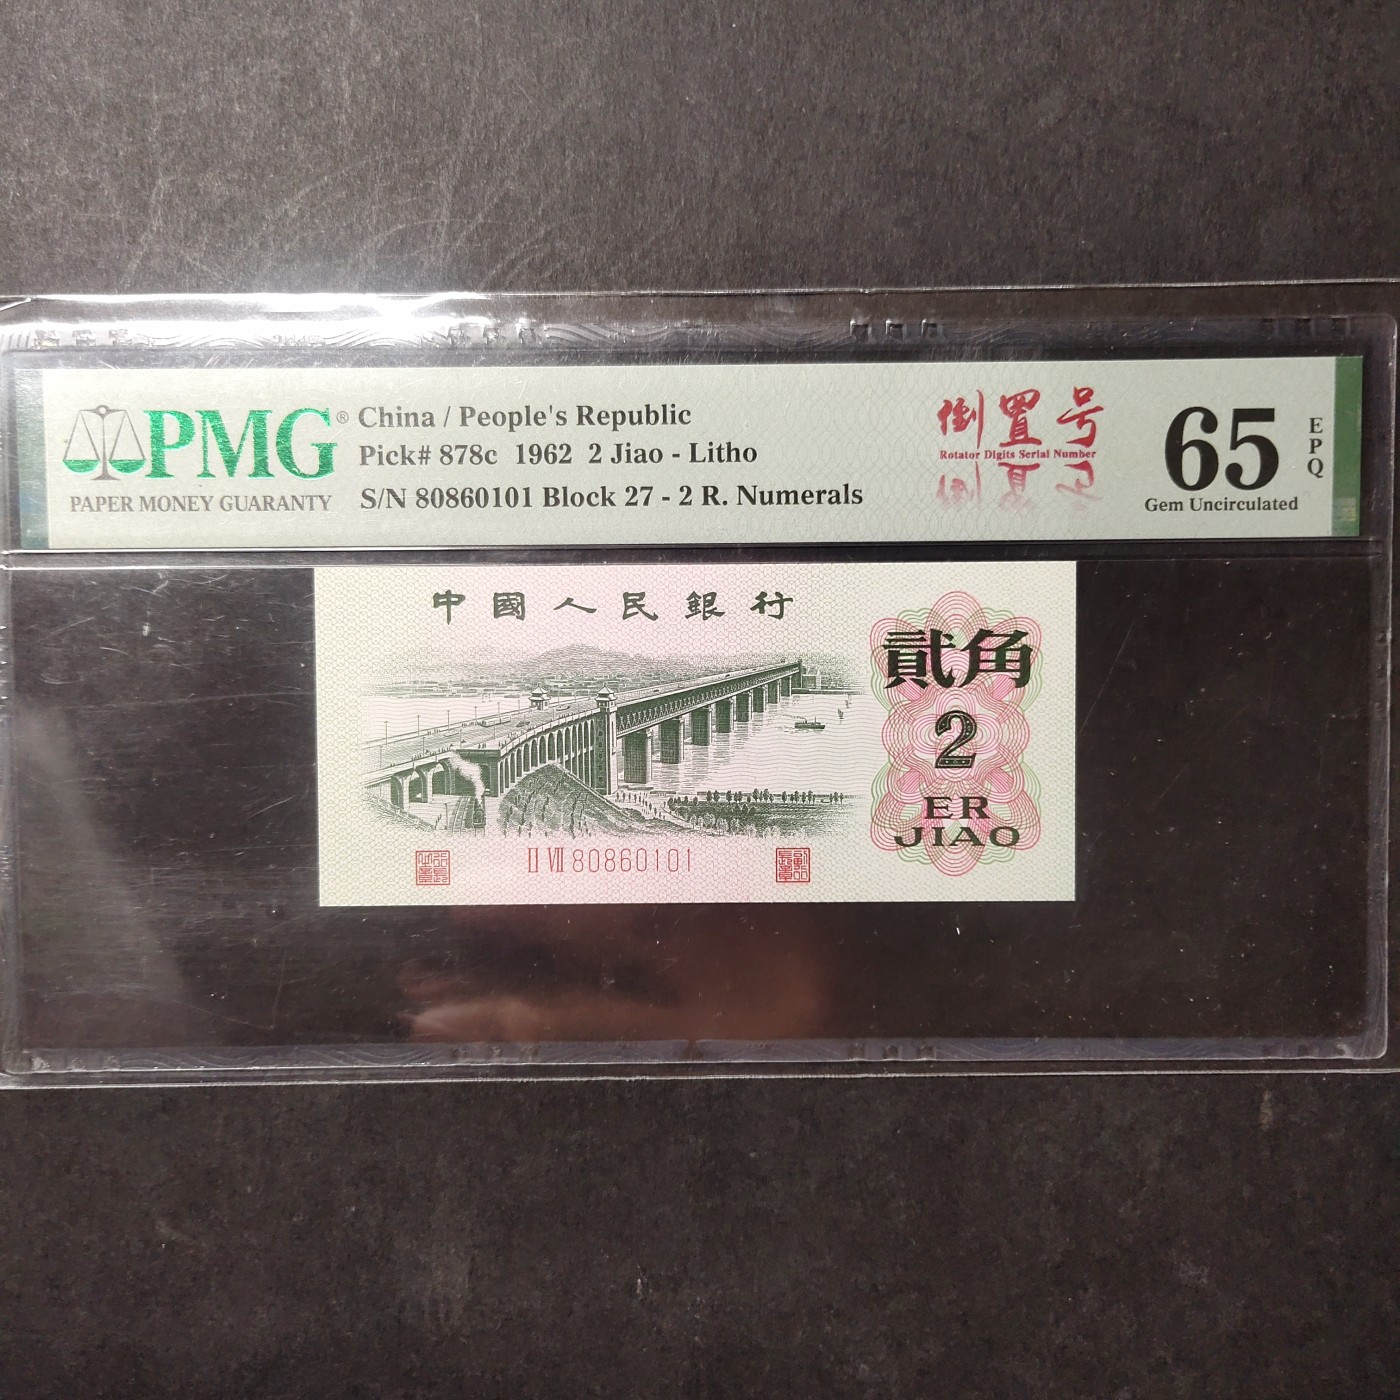 PMG®
PAPER MONEY GUARANTY
China / People's Republic
Pick# 878c 1962 2 Jiao - Litho
S/N 80860101 Block 27 - 2 R. Numerals
倒置号
Rotator Digits Serial Number
65
EPQ
Gem Uncirculated
中國人民銀行
貳角
2
ER
JIAO
II VII 80860101